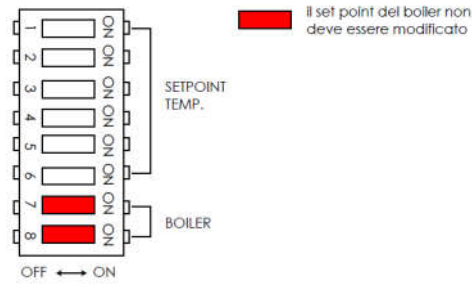 il set point del boiler non
deve essere modificato
1 ON
2 ON
3 ON
4 ON
5 ON
6 ON
7 ON
8 ON
SETPOINT
TEMP.
BOILER
OFF ⟷ ON